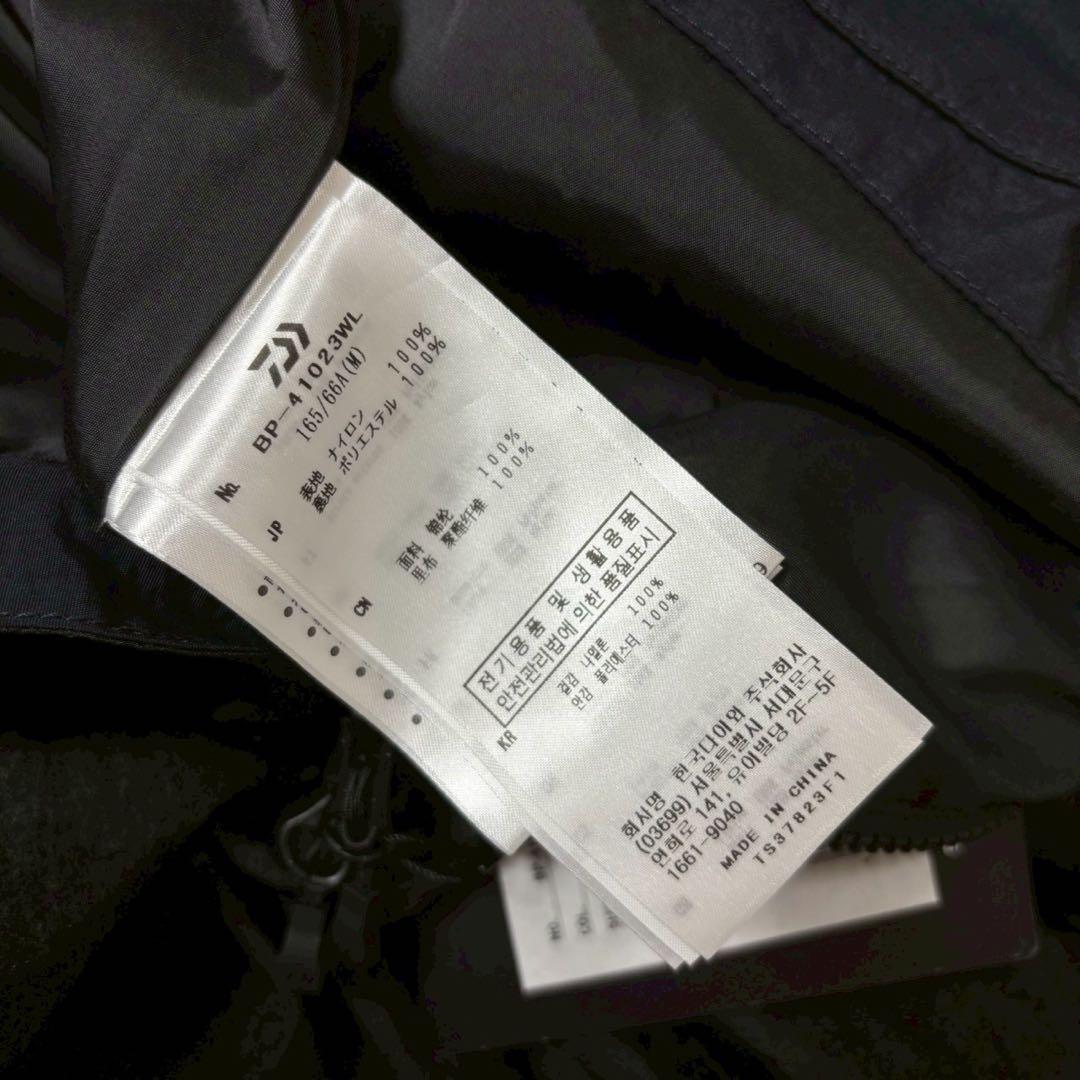 No. BP-41023WL
165/66A(M)
JP 表地 ナイロン 100%
裏地 ポリエステル 100%
CN 面料 锦纶 100%
里布 聚酯纤维 100%
전기용품 및 생활용품
안전관리법에 의한 품질표시
KR 겉감 나일론 100%
안감 폴리에스터 100%
회사명 한국다이와 주식회사
(03699) 서울특별시 서대문구
연희로 141, 유아빌딩 2F-5F
1661-9040
MADE IN CHINA
TS37823F1